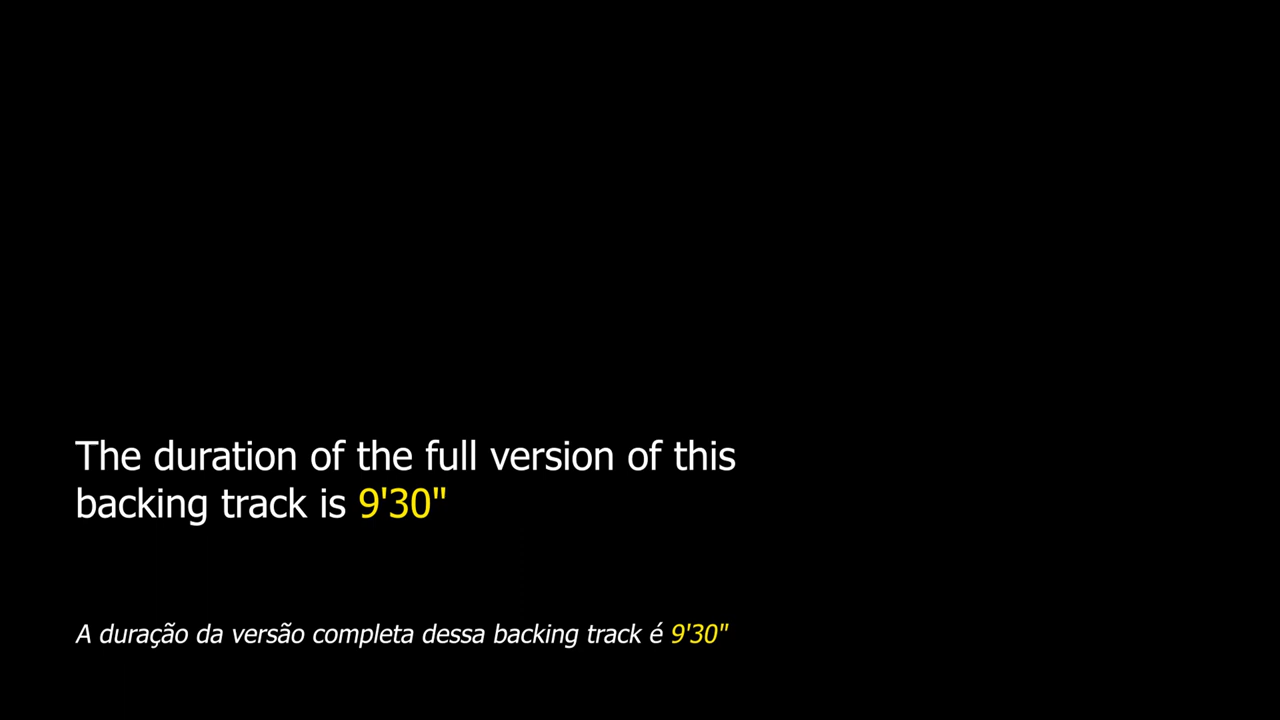 The duration of the full version of this
backing track is 9'30"
A duração da versão completa dessa backing track é 9'30"